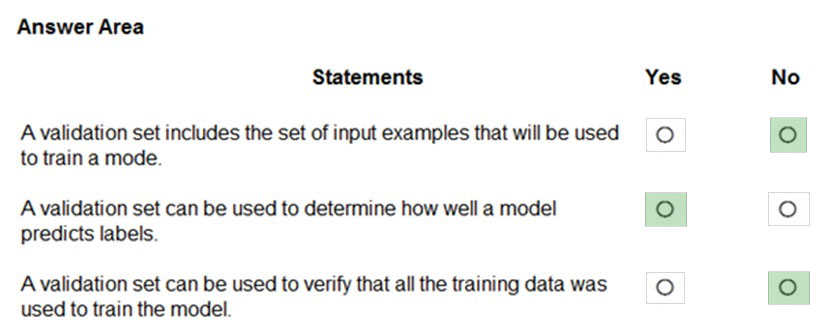 Answer Area
Statements Yes No
A validation set includes the set of input examples that will be used
to train a mode.
A validation set can be used to determine how well a model
predicts labels.
A validation set can be used to verify that all the training data was
used to train the model.